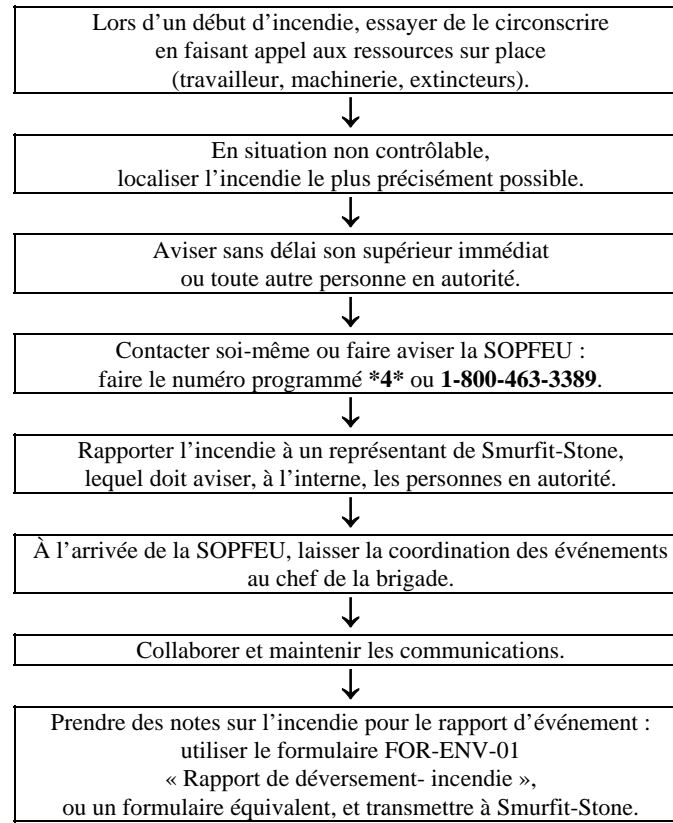 Lors d'un début d'incendie, essayer de le circonscrire
en faisant appel aux ressources sur place
(travailleur, machinerie, extincteurs).
↓
En situation non contrôlable,
localiser l'incendie le plus précisément possible.
↓
Aviser sans délai son supérieur immédiat
ou toute autre personne en autorité.
↓
Contacter soi-même ou faire aviser la SOPFEU :
faire le numéro programmé *4* ou 1-800-463-3389.
↓
Rapporter l'incendie à un représentant de Smurfit-Stone,
lequel doit aviser, à l'interne, les personnes en autorité.
↓
À l'arrivée de la SOPFEU, laisser la coordination des événements
au chef de la brigade.
↓
Collaborer et maintenir les communications.
↓
Prendre des notes sur l'incendie pour le rapport d'événement :
utiliser le formulaire FOR-ENV-01
« Rapport de déversement- incendie »,
ou un formulaire équivalent, et transmettre à Smurfit-Stone.